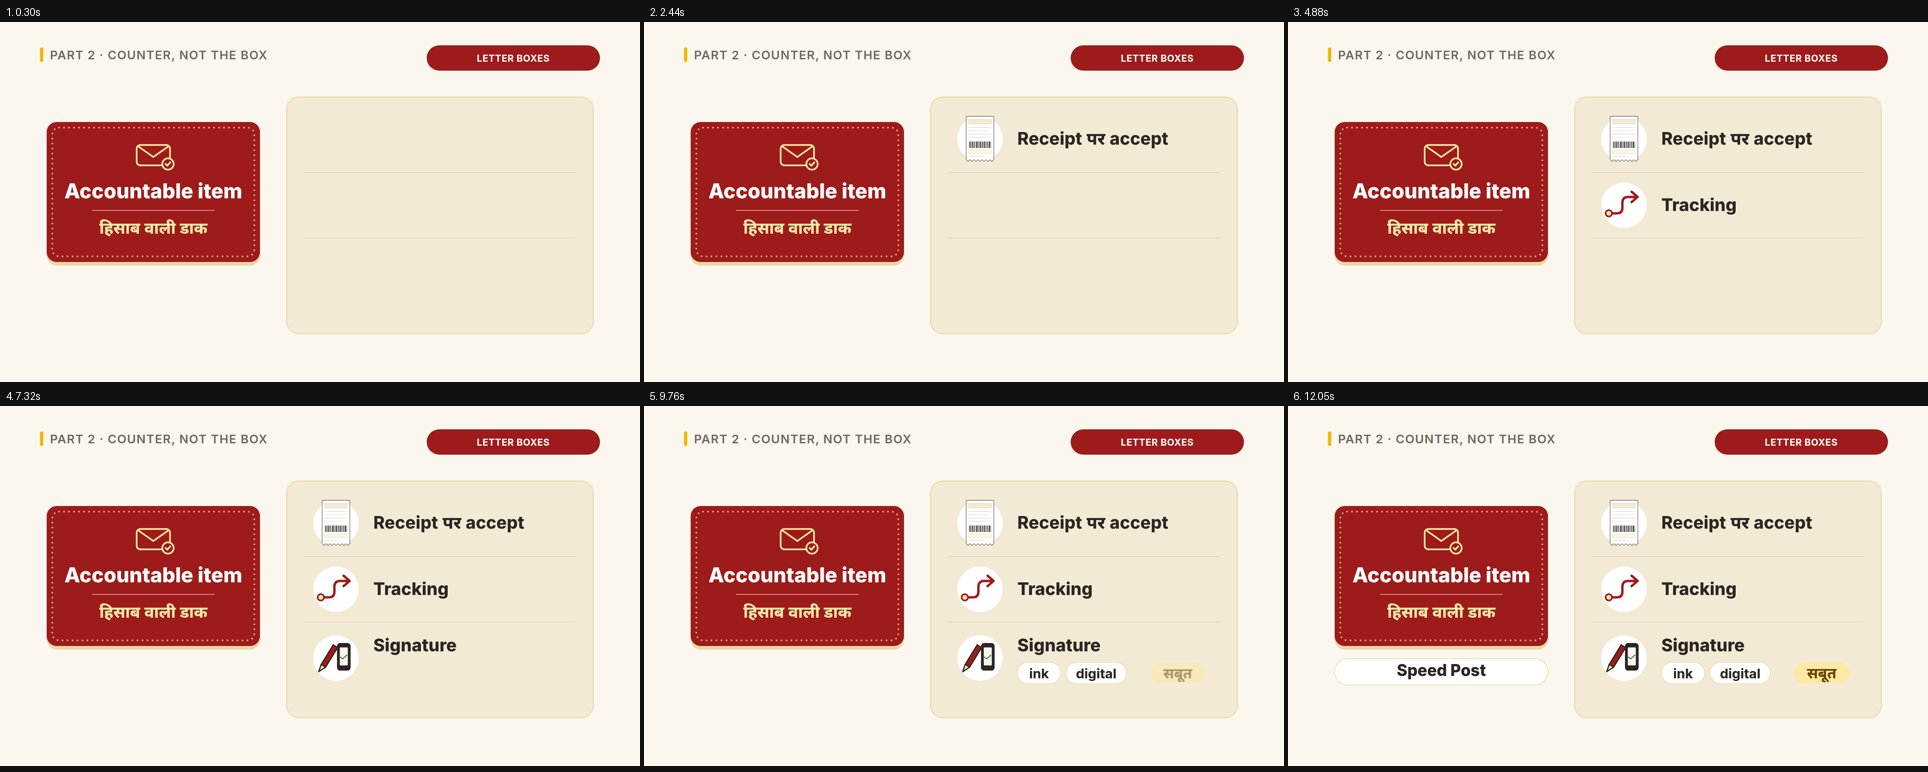 1. 0.30s
PART 2 · COUNTER, NOT THE BOX
LETTER BOXES
Accountable item
हिसाब वाली डाक
2. 2.44s
PART 2 · COUNTER, NOT THE BOX
LETTER BOXES
Accountable item
हिसाब वाली डाक
Receipt पर accept
3. 4.88s
PART 2 · COUNTER, NOT THE BOX
LETTER BOXES
Accountable item
हिसाब वाली डाक
Receipt पर accept
Tracking
4. 7.32s
PART 2 · COUNTER, NOT THE BOX
LETTER BOXES
Accountable item
हिसाब वाली डाक
Receipt पर accept
Tracking
Signature
5. 9.76s
PART 2 · COUNTER, NOT THE BOX
LETTER BOXES
Accountable item
हिसाब वाली डाक
Receipt पर accept
Tracking
Signature
ink digital सबूत
6. 12.05s
PART 2 · COUNTER, NOT THE BOX
LETTER BOXES
Accountable item
हिसाब वाली डाक
Speed Post
Receipt पर accept
Tracking
Signature
ink digital सबूत